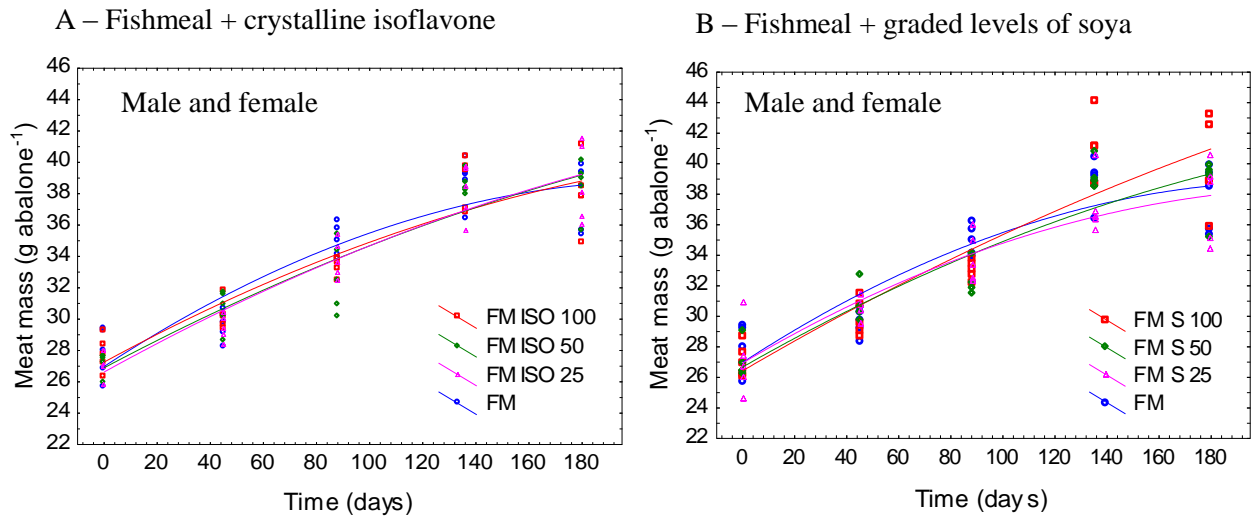 A – Fishmeal + crystalline isoflavone
46
44
42
40
38
36
34
32
30
28
26
24
22
Meat mass (g abalone-1)
Male and female
FM ISO 100
FM ISO 50
FM ISO 25
FM
0 20 40 60 80 100 120 140 160 180
Time (days)
B – Fishmeal + graded levels of soya
46
44
42
40
38
36
34
32
30
28
26
24
22
Meat mass (g abalone-1)
Male and female
FM S 100
FM S 50
FM S 25
FM
0 20 40 60 80 100 120 140 160 180
Time (days)